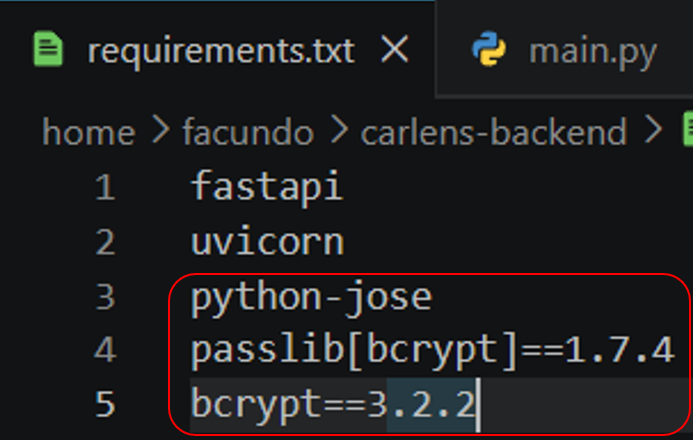 requirements.txt
main.py
home > facundo > carlens-backend >
1 fastapi
2 uvicorn
3 python-jose
4 passlib[bcrypt]==1.7.4
5 bcrypt==3.2.2